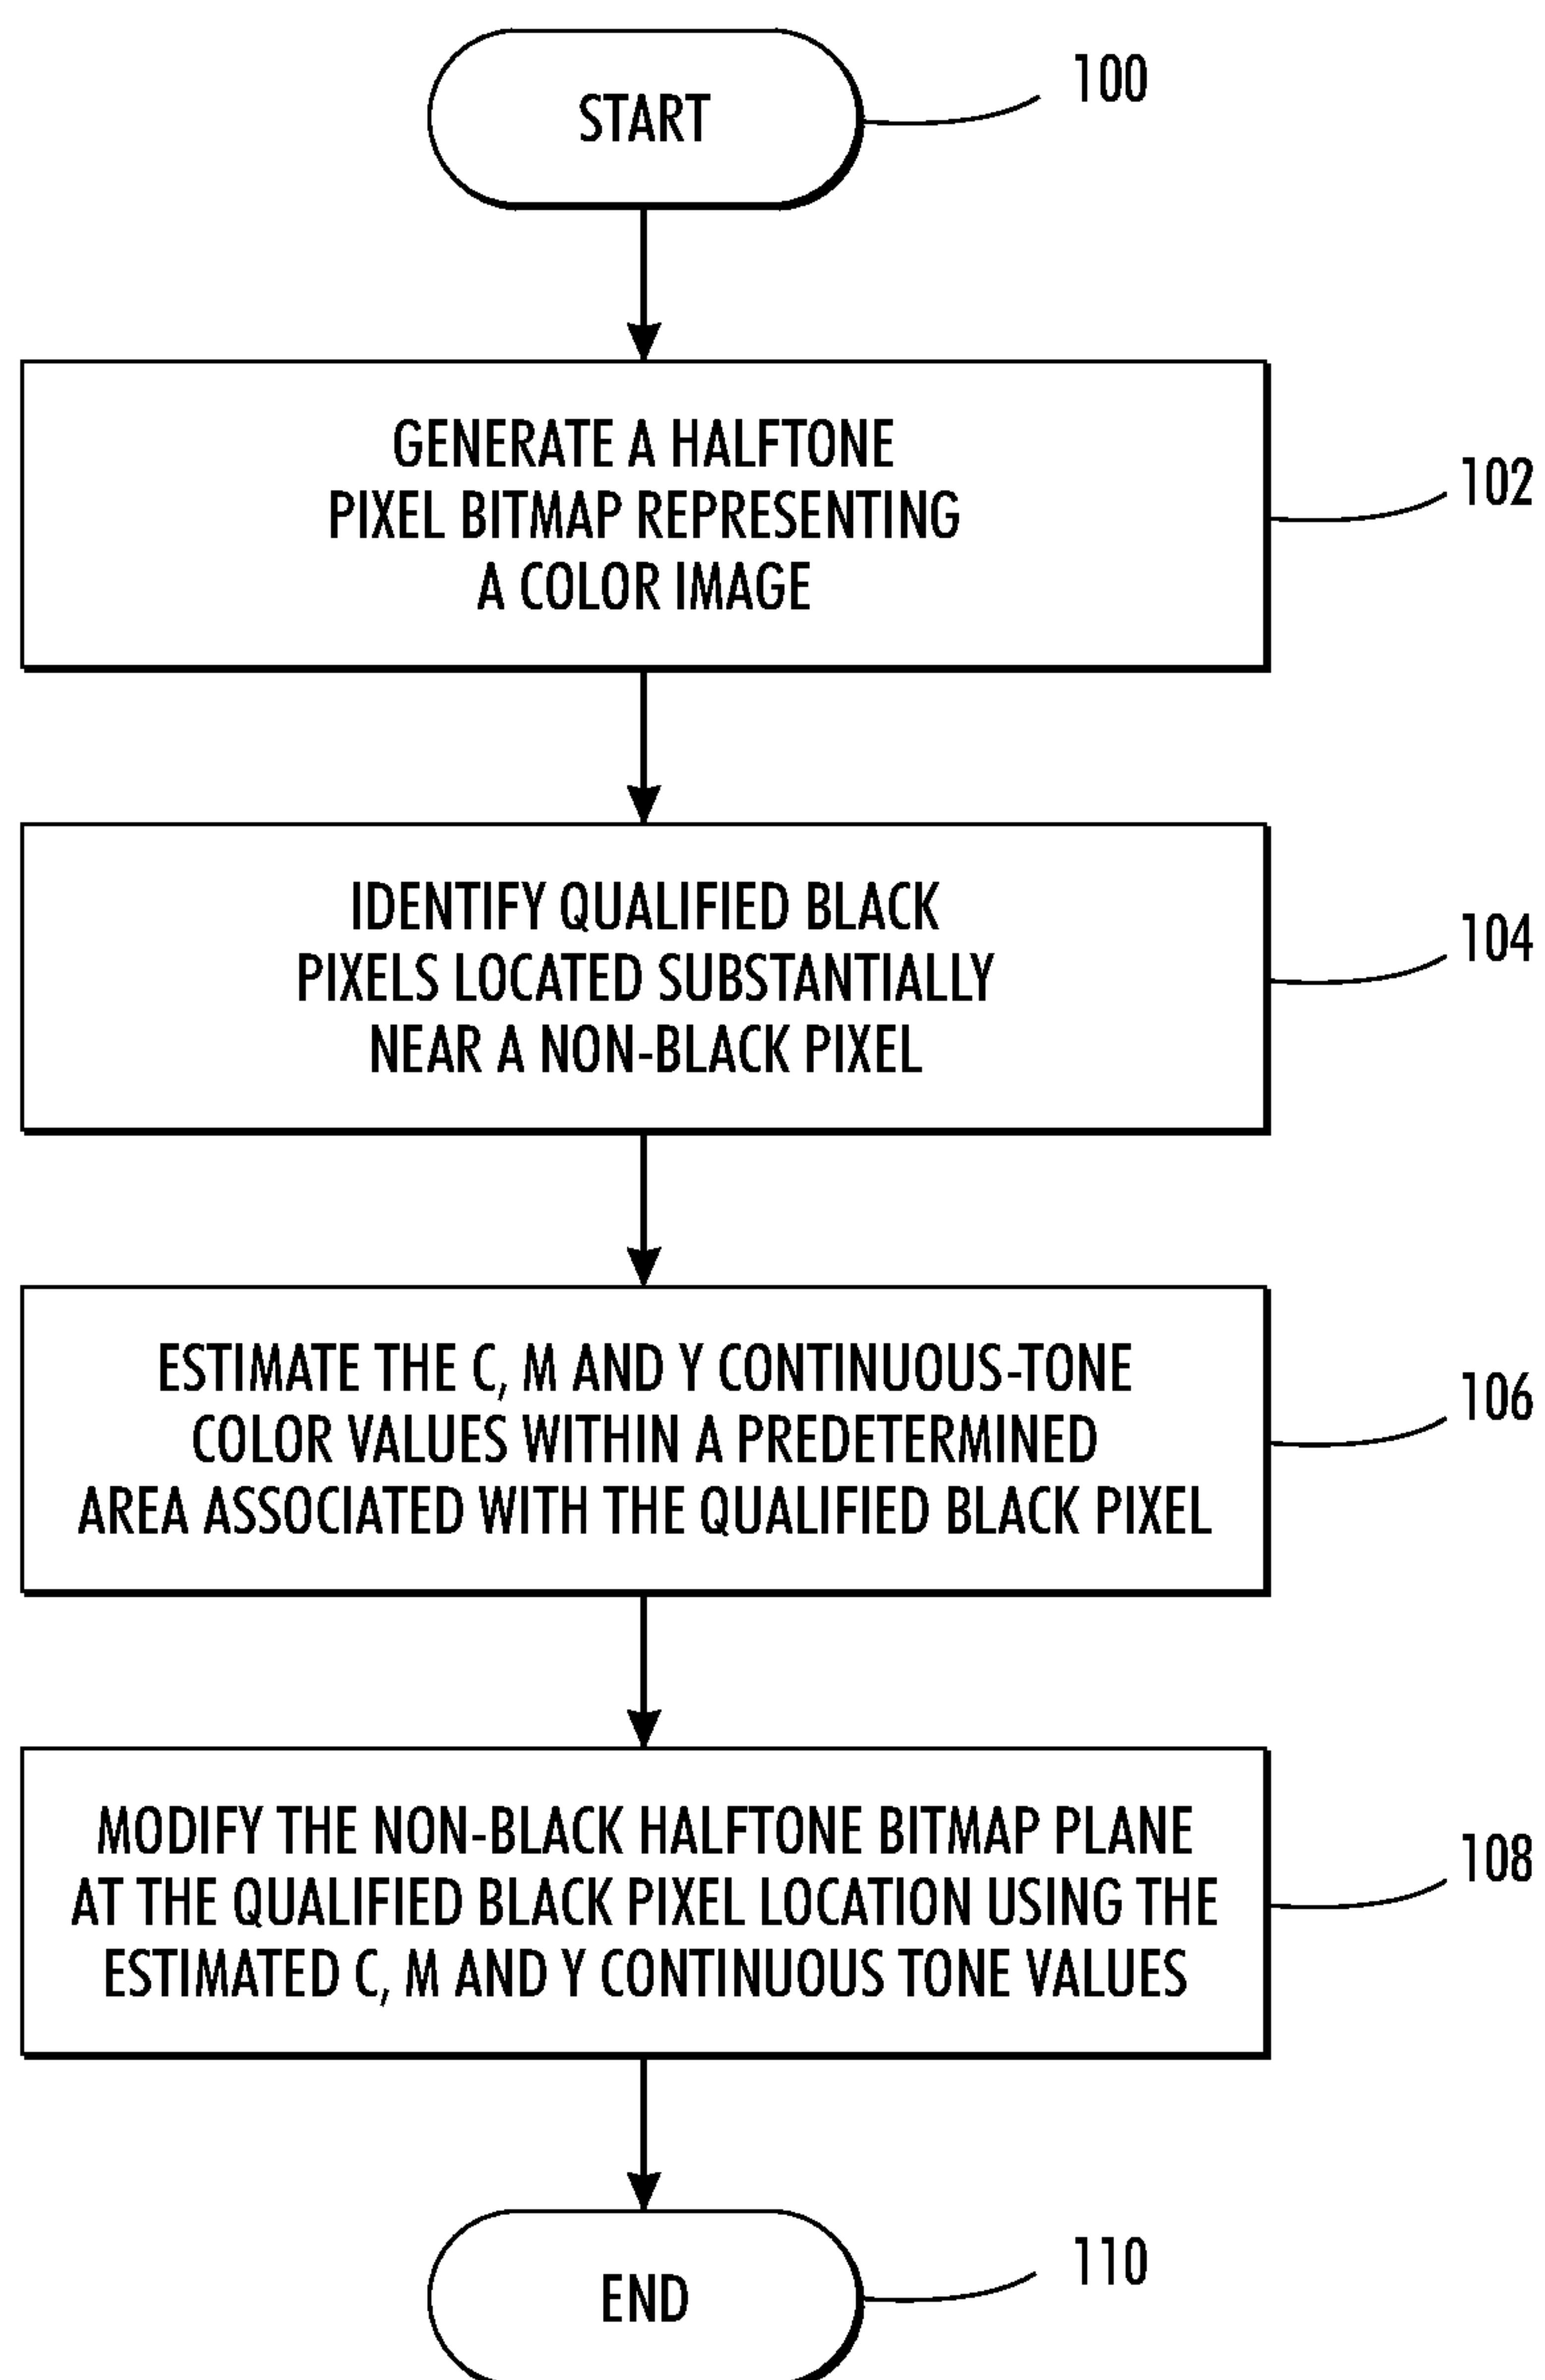 START
100
GENERATE A HALFTONE
PIXEL BITMAP REPRESENTING
A COLOR IMAGE
102
IDENTIFY QUALIFIED BLACK
PIXELS LOCATED SUBSTANTIALLY
NEAR A NON-BLACK PIXEL
104
ESTIMATE THE C, M AND Y CONTINUOUS-TONE
COLOR VALUES WITHIN A PREDETERMINED
AREA ASSOCIATED WITH THE QUALIFIED BLACK PIXEL
106
MODIFY THE NON-BLACK HALFTONE BITMAP PLANE
AT THE QUALIFIED BLACK PIXEL LOCATION USING THE
ESTIMATED C, M AND Y CONTINUOUS TONE VALUES
108
END
110